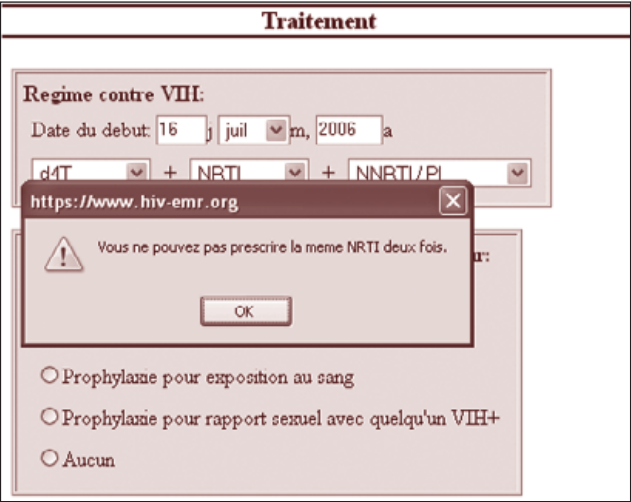 Traitement
Regime contre VIH:
Date du debut: 16 j juil m, 2006 a
d4T + NRTI + NNRTI/PI
https://www.hiv-emr.org
Vous ne pouvez pas prescrire la meme NRTI deux fois.
OK
Prophylaxie pour exposition au sang
Prophylaxie pour rapport sexuel avec quelqu'un VIH+
Aucun